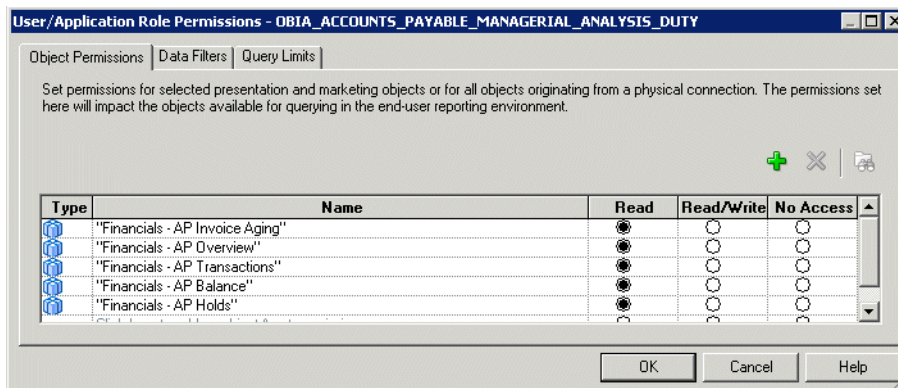 User/Application Role Permissions - OBIA_ACCOUNTS_PAYABLE_MANAGERIAL_ANALYSIS_DUTY
Object Permissions Data Filters Query Limits
Set permissions for selected presentation and marketing objects or for all objects originating from a physical connection. The permissions set
here will impact the objects available for querying in the end-user reporting environment.
Type Name Read Read/Write No Access
"Financials - AP Invoice Aging"
"Financials - AP Overview"
"Financials - AP Transactions"
"Financials - AP Balance"
"Financials - AP Holds"
OK Cancel Help